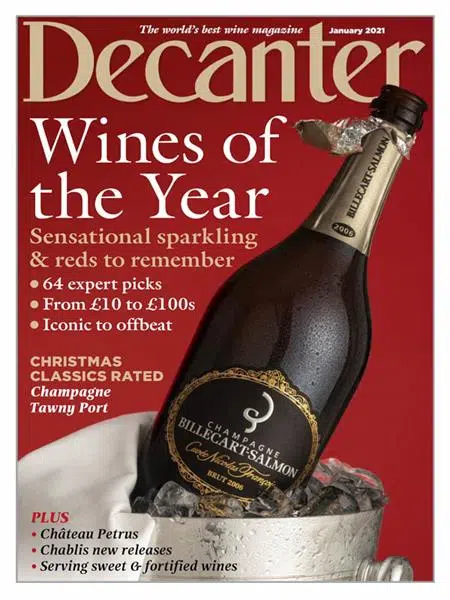 The world's best wine magazine January 2021
Decanter
Wines of
the Year
Sensational sparkling
& reds to remember
• 64 expert picks
• From £10 to £100s
• Iconic to offbeat
CHRISTMAS
CLASSICS RATED
Champagne
Tawny Port
BILLECART-SALMON
2006
CHAMPAGNE
BILLECART-SALMON
Cuvée Nicolas François
BRUT 2006
PLUS
• Château Petrus
• Chablis new releases
• Serving sweet & fortified wines